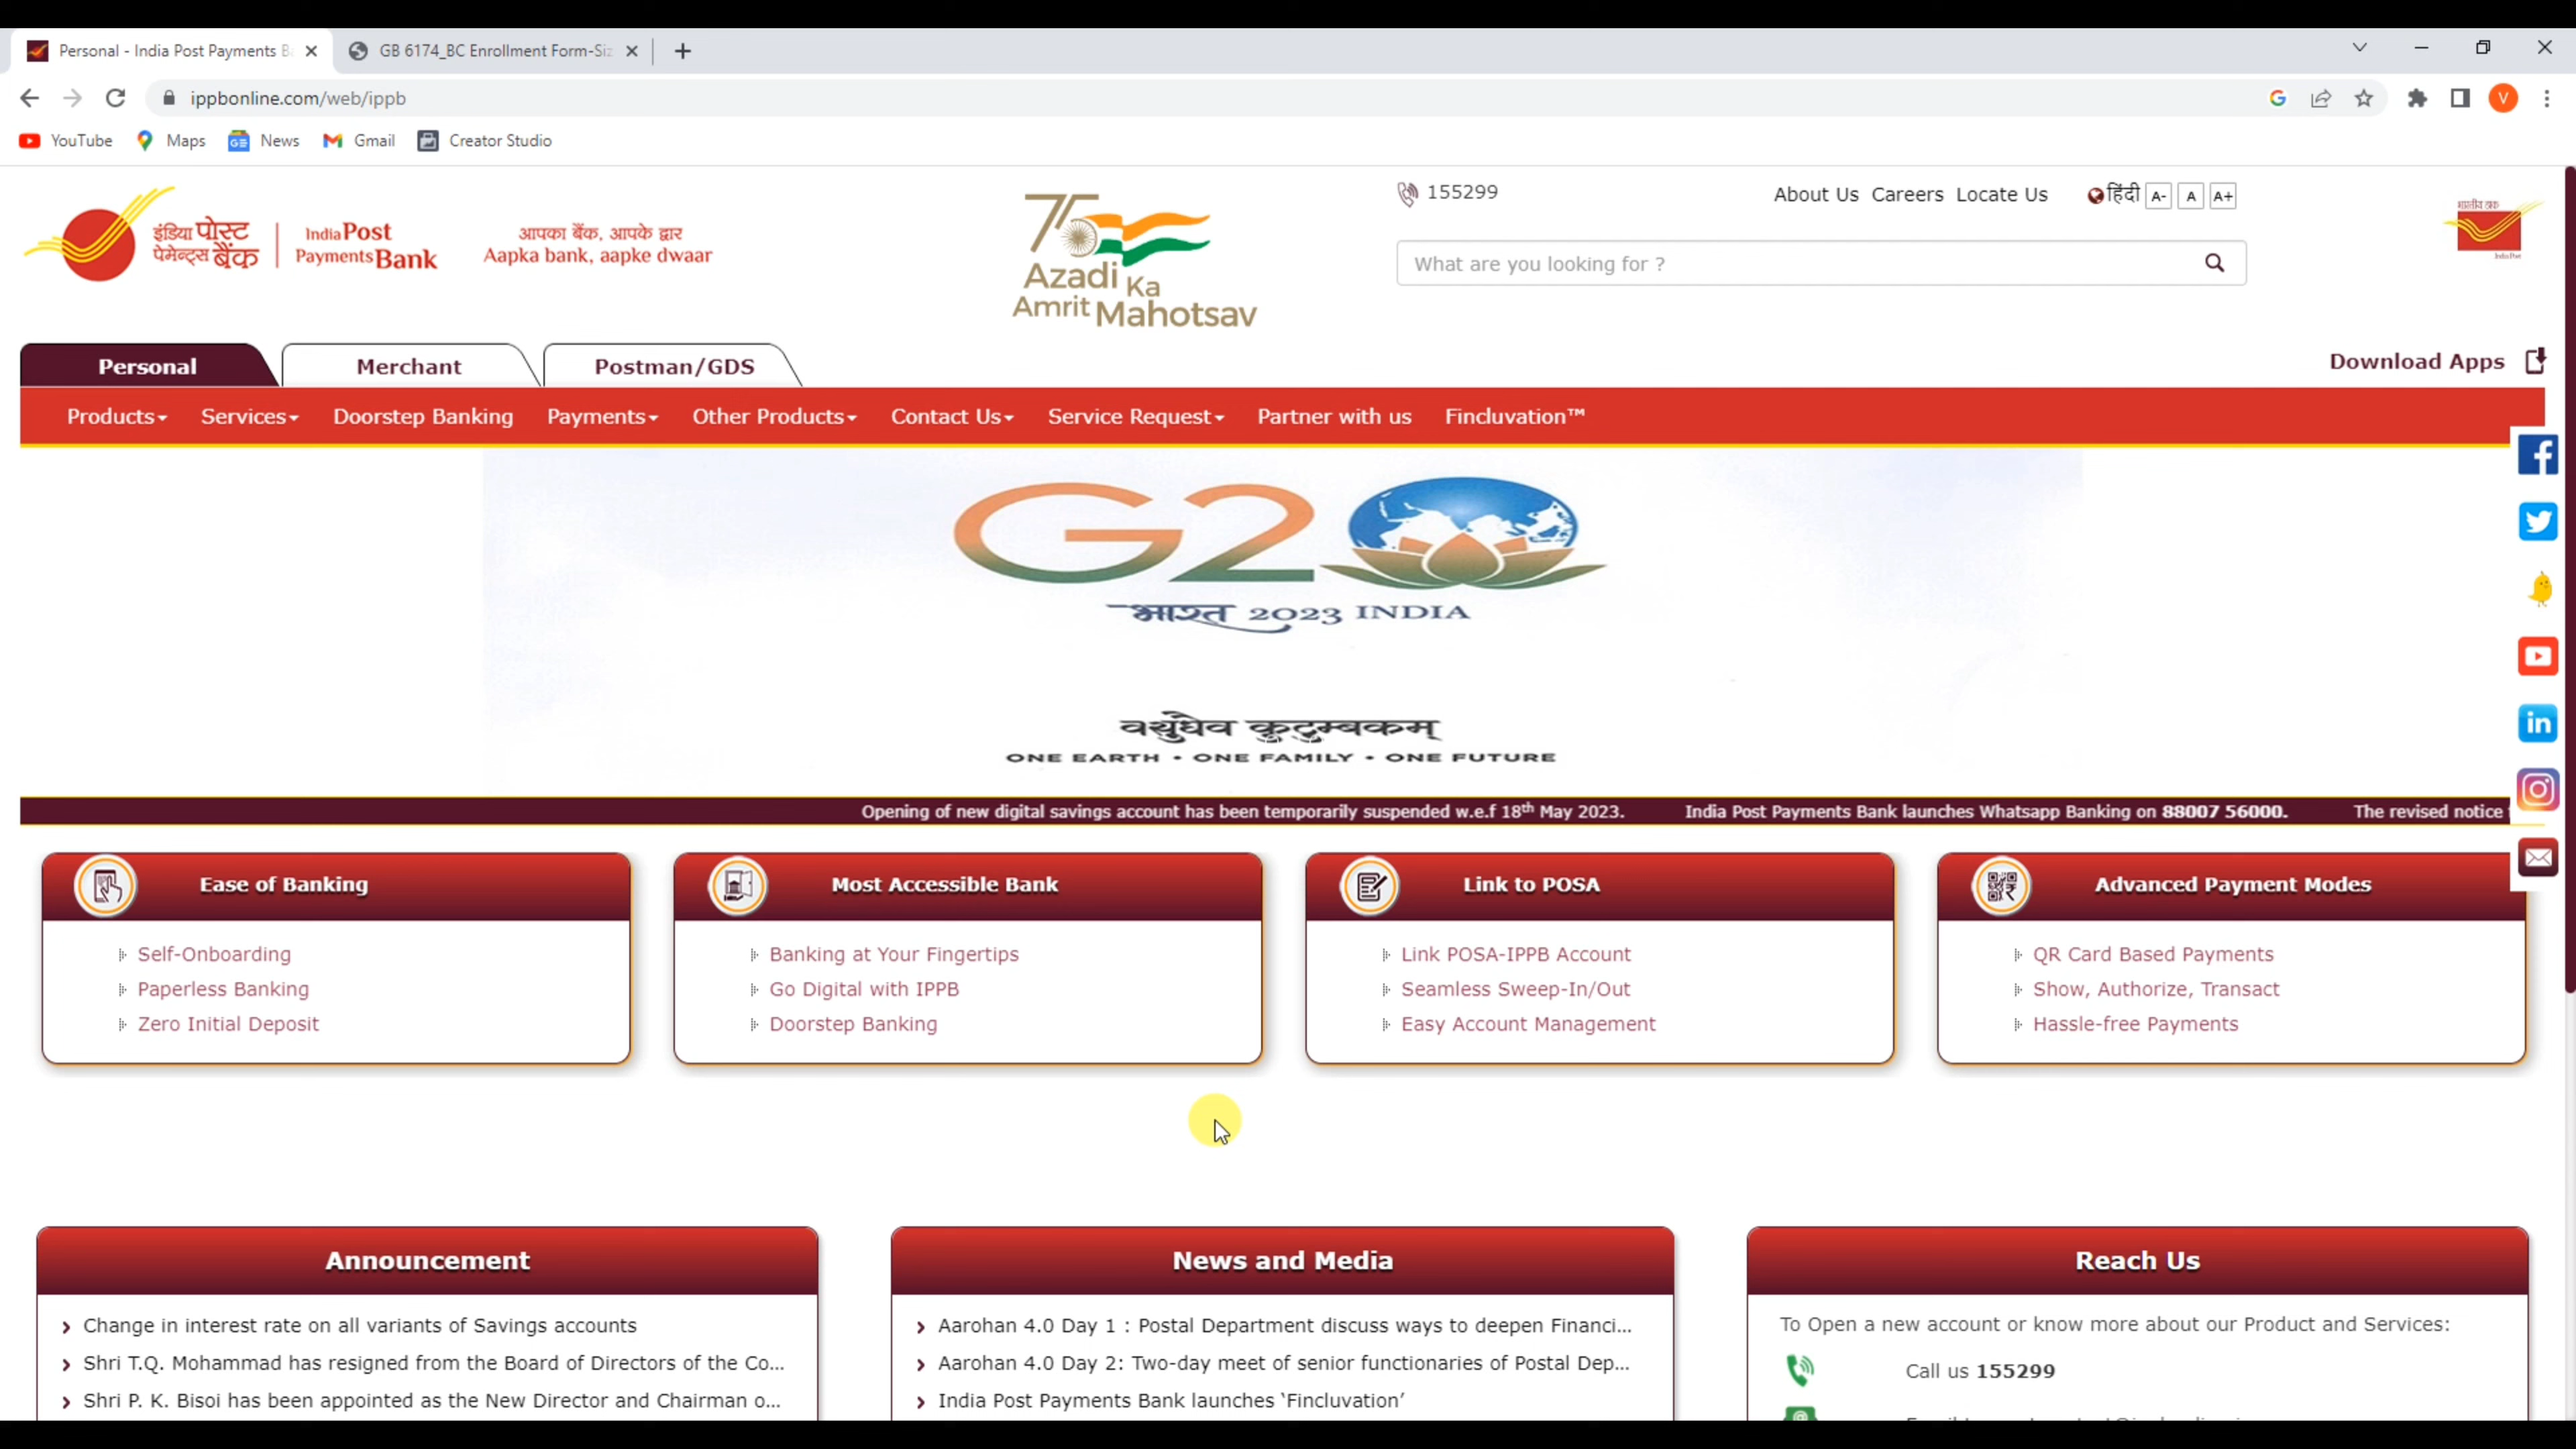 Personal - India Post Payments B
GB 6174_BC Enrollment Form-Siz
ippbonline.com/web/ippb
V
YouTube
Maps
News
Gmail
Creator Studio
इंडिया पोस्ट
पेमेन्ट्स बैंक
India Post
Payments Bank
आपका बैंक, आपके द्वार
Aapka bank, aapke dwaar
75
Azadi Ka
Amrit Mahotsav
155299
About Us Careers Locate Us
हिंदी A- A A+
What are you looking for ?
भारतीय डाक
India Post
Personal
Merchant
Postman/GDS
Download Apps
Products
Services
Doorstep Banking
Payments
Other Products
Contact Us
Service Request
Partner with us
Fincluvation™
G20
भारत 2023 INDIA
वसुधैव कुटुम्बकम्
ONE EARTH • ONE FAMILY • ONE FUTURE
Opening of new digital savings account has been temporarily suspended w.e.f 18th May 2023. India Post Payments Bank launches Whatsapp Banking on 88007 56000. The revised notice
Ease of Banking
Self-Onboarding
Paperless Banking
Zero Initial Deposit
Most Accessible Bank
Banking at Your Fingertips
Go Digital with IPPB
Doorstep Banking
Link to POSA
Link POSA-IPPB Account
Seamless Sweep-In/Out
Easy Account Management
Advanced Payment Modes
QR Card Based Payments
Show, Authorize, Transact
Hassle-free Payments
Announcement
Change in interest rate on all variants of Savings accounts
Shri T.Q. Mohammad has resigned from the Board of Directors of the Co...
Shri P. K. Bisoi has been appointed as the New Director and Chairman o...
News and Media
Aarohan 4.0 Day 1 : Postal Department discuss ways to deepen Financi...
Aarohan 4.0 Day 2: Two-day meet of senior functionaries of Postal Dep...
India Post Payments Bank launches ‘Fincluvation’
Reach Us
To Open a new account or know more about our Product and Services:
Call us 155299